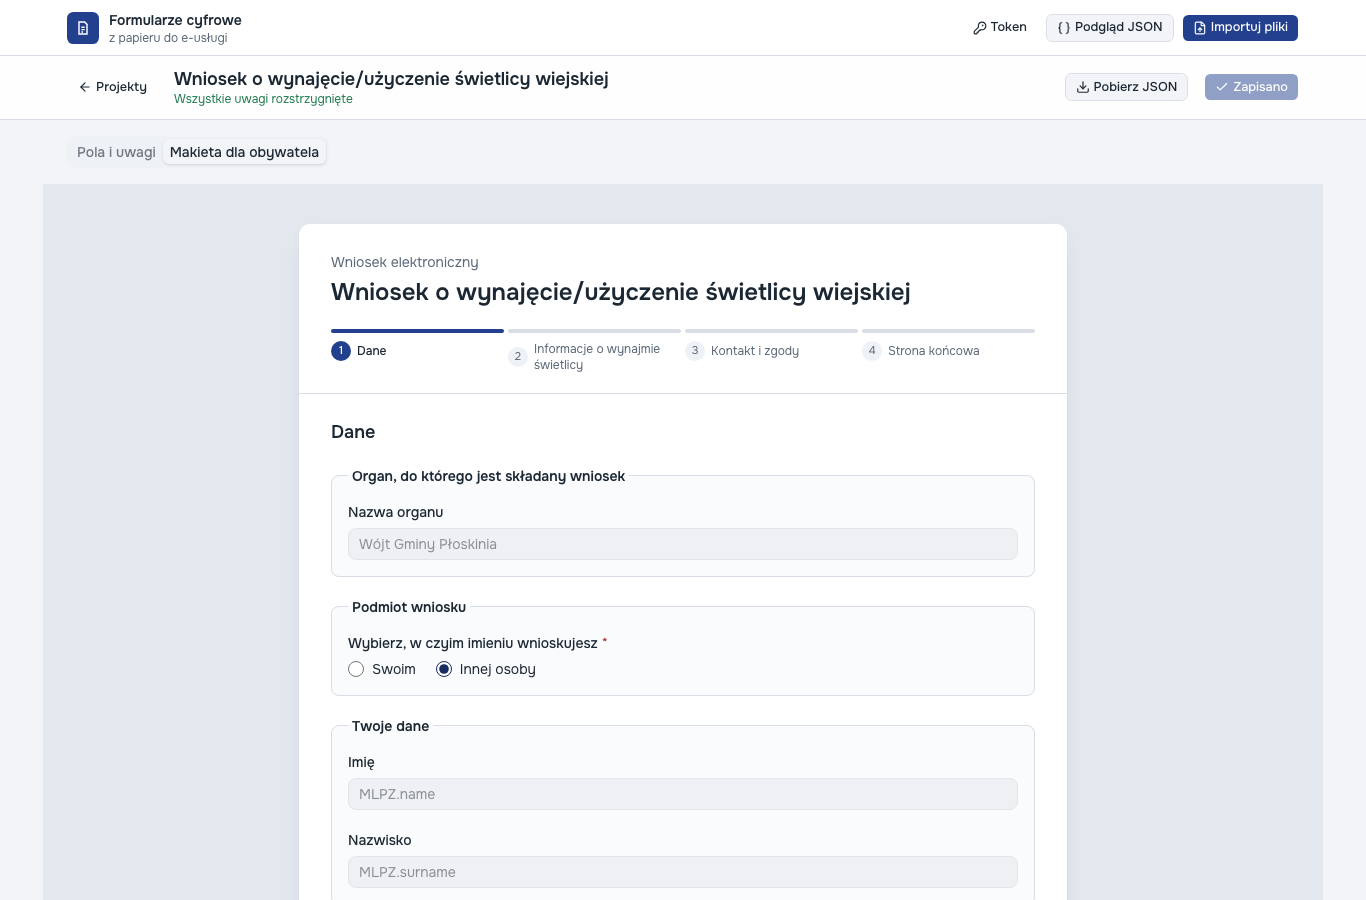 Formularze cyfrowe
z papieru do e-usługi
Token
{ } Podgląd JSON
Importuj pliki
Projekty
Wniosek o wynajęcie/użyczenie świetlicy wiejskiej
Wszystkie uwagi rozstrzygnięte
Pobierz JSON
Zapisano
Pola i uwagi
Makieta dla obywatela
Wniosek elektroniczny
Wniosek o wynajęcie/użyczenie świetlicy wiejskiej
1 Dane
2 Informacje o wynajmie
świetlicy
3 Kontakt i zgody
4 Strona końcowa
Dane
Organ, do którego jest składany wniosek
Nazwa organu
Wójt Gminy Płoskinia
Podmiot wniosku
Wybierz, w czyim imieniu wnioskujesz *
Swoim
Innej osoby
Twoje dane
Imię
MLPZ.name
Nazwisko
MLPZ.surname